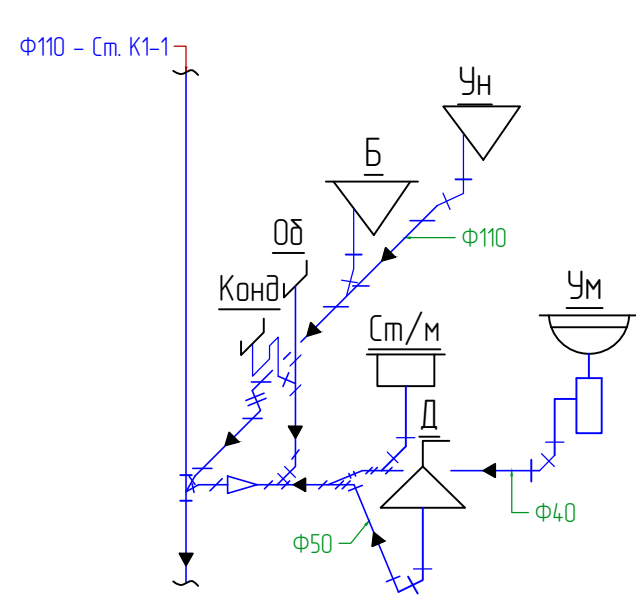 Ф110 - Ст. К1-1
Ун
Б
Об
Ф110
Конд
Ум
Ст/м
Д
Ф40
Ф50